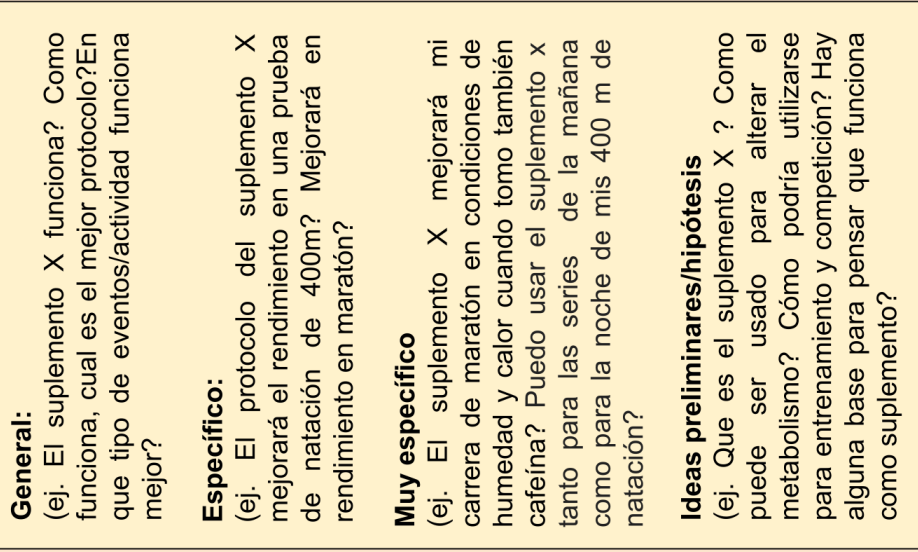 General:
(ej. El suplemento X funciona? Como
funciona, cual es el mejor protocolo?En
que tipo de eventos/actividad funciona
mejor?
Específico:
(ej. El protocolo del suplemento X
mejorará el rendimiento en una prueba
de natación de 400m? Mejorará en
rendimiento en maratón?
Muy específico
(ej. El suplemento X mejorará mi
carrera de maratón en condiciones de
humedad y calor cuando tomo también
cafeína? Puedo usar el suplemento x
tanto para las series de la mañana
como para la noche de mis 400 m de
natación?
Ideas preliminares/hipótesis
(ej. Que es el suplemento X ? Como
puede ser usado para alterar el
metabolismo? Cómo podría utilizarse
para entrenamiento y competición? Hay
alguna base para pensar que funciona
como suplemento?